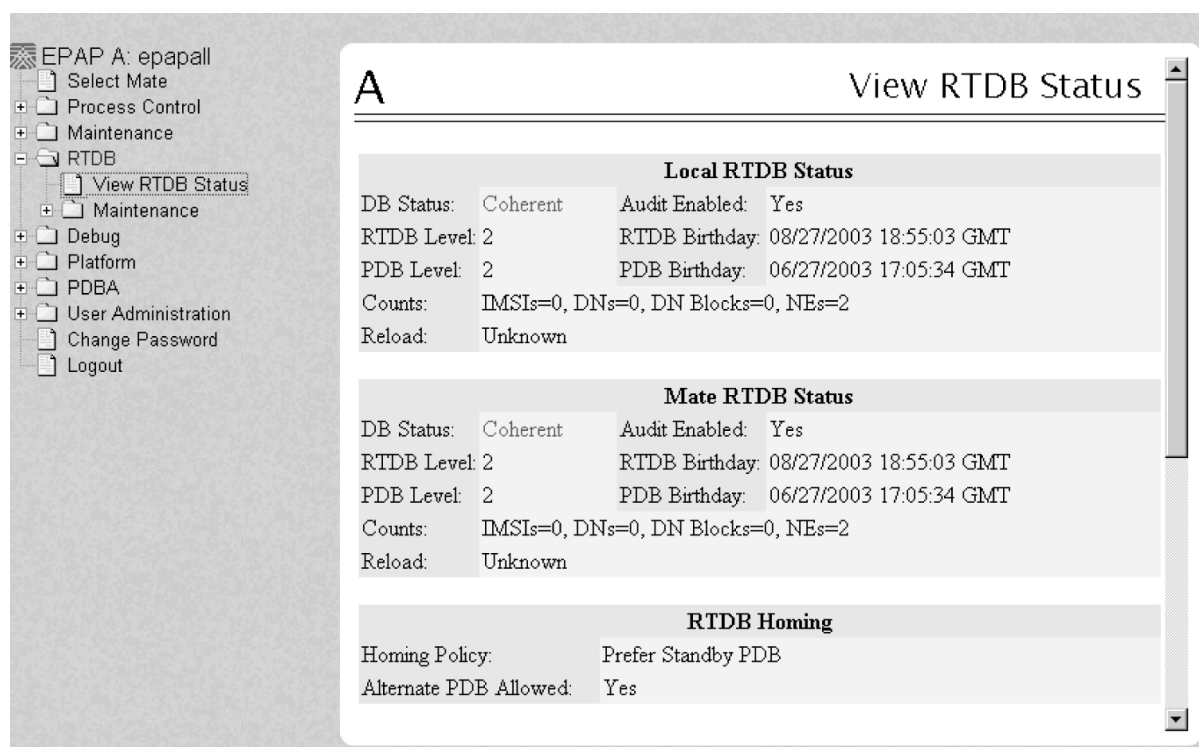 EPAP A: epapall
Select Mate
Process Control
Maintenance
RTDB
View RTDB Status
Maintenance
Debug
Platform
PDBA
User Administration
Change Password
Logout
A View RTDB Status
Local RTDB Status
DB Status: Coherent Audit Enabled: Yes
RTDB Level: 2 RTDB Birthday: 08/27/2003 18:55:03 GMT
PDB Level: 2 PDB Birthday: 06/27/2003 17:05:34 GMT
Counts: IMSIs=0, DNs=0, DN Blocks=0, NEs=2
Reload: Unknown
Mate RTDB Status
DB Status: Coherent Audit Enabled: Yes
RTDB Level: 2 RTDB Birthday: 08/27/2003 18:55:03 GMT
PDB Level: 2 PDB Birthday: 06/27/2003 17:05:34 GMT
Counts: IMSIs=0, DNs=0, DN Blocks=0, NEs=2
Reload: Unknown
RTDB Homing
Homing Policy: Prefer Standby PDB
Alternate PDB Allowed: Yes